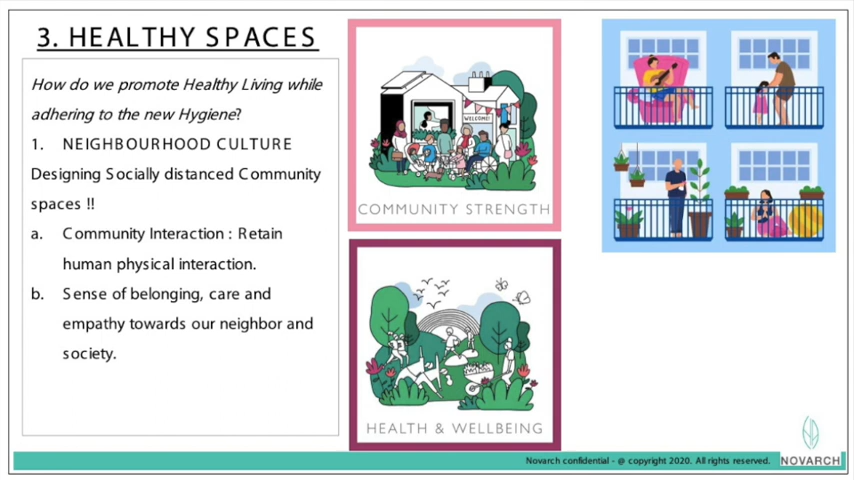 3. HEALTHY SPACES
How do we promote Healthy Living while
adhering to the new Hygiene?
1. NEIGHBOURHOOD CULTURE
Designing Socially distanced Community
spaces !!
a. Community Interaction : Retain
human physical interaction.
b. Sense of belonging, care and
empathy towards our neighbor and
society.
WELCOME!
COMMUNITY STRENGTH
HEALTH & WELLBEING
Novarch confidential - @ copyright 2020. All rights reserved.
NOVARCH